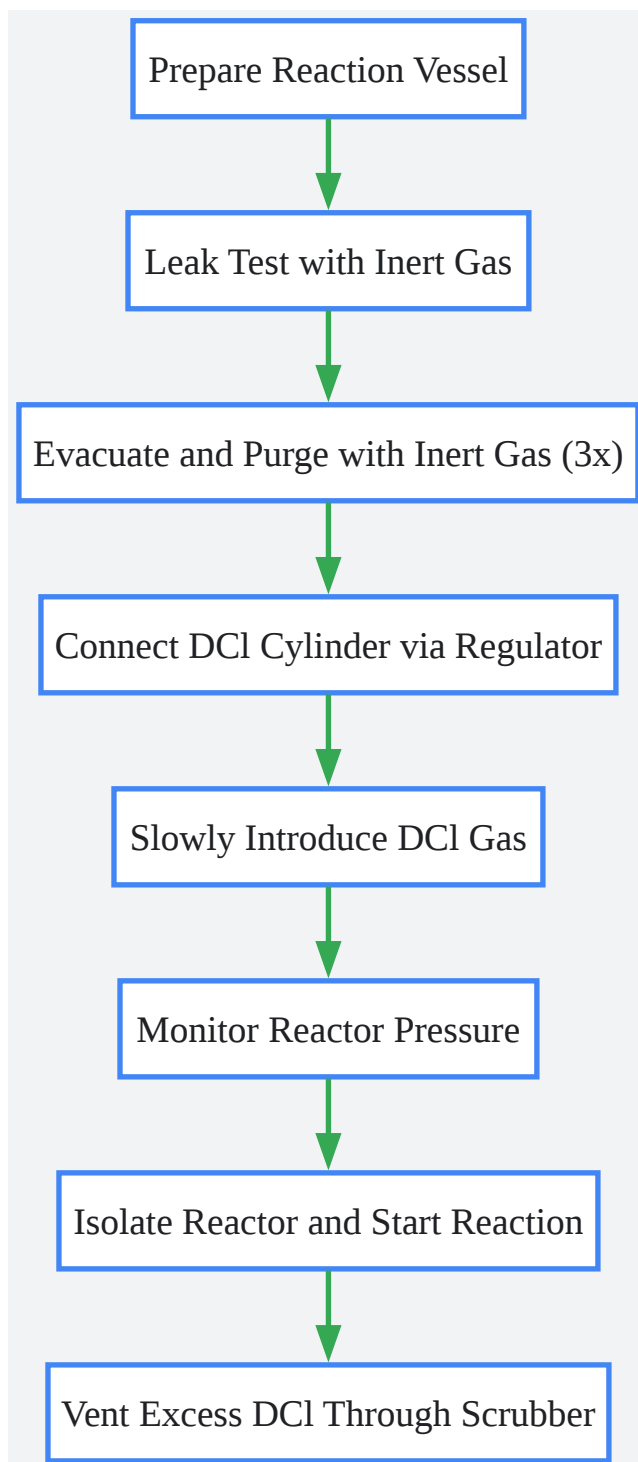 Prepare Reaction Vessel
Leak Test with Inert Gas
Evacuate and Purge with Inert Gas (3x)
Connect DCl Cylinder via Regulator
Slowly Introduce DCl Gas
Monitor Reactor Pressure
Isolate Reactor and Start Reaction
Vent Excess DCl Through Scrubber